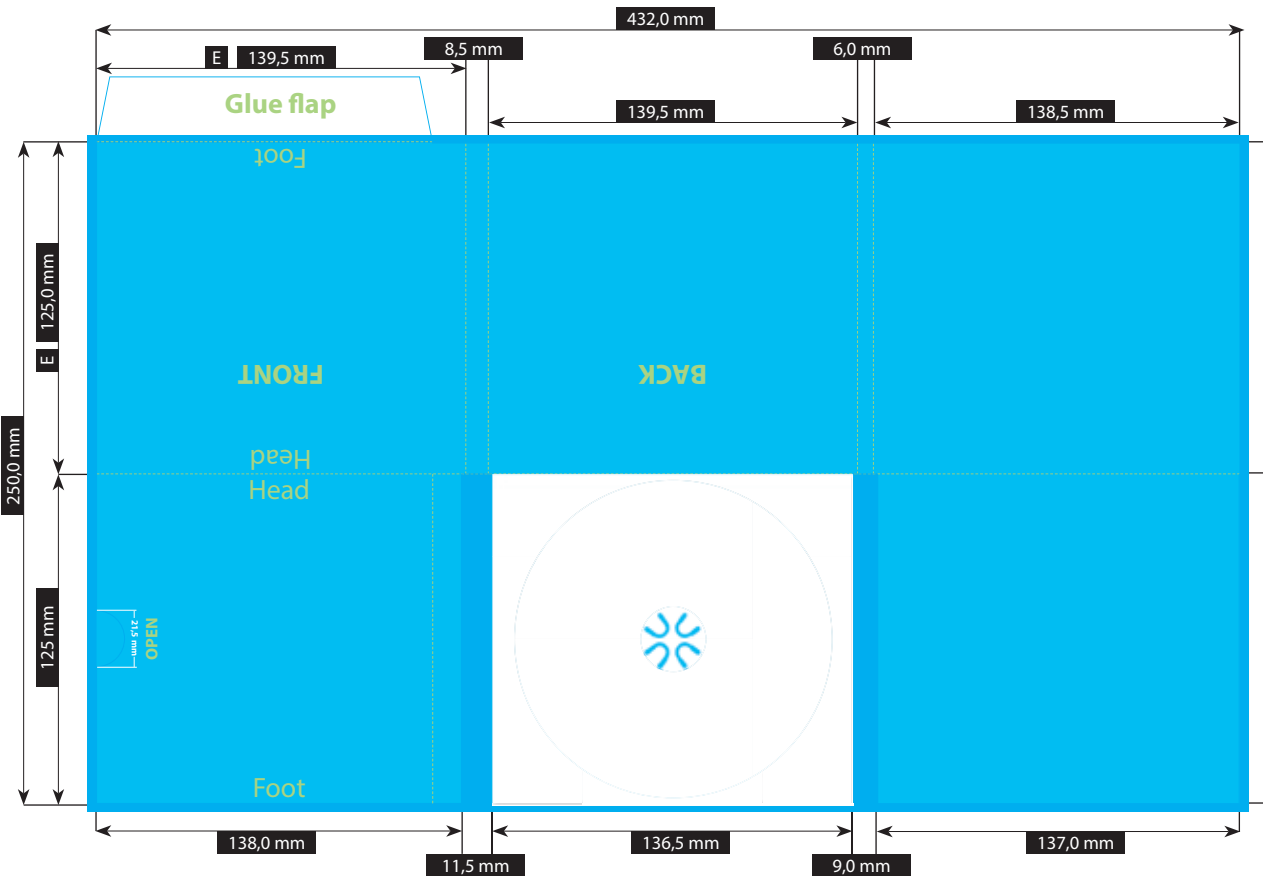 432,0 mm
8,5 mm
6,0 mm
E 139,5 mm
Glue flap
139,5 mm
138,5 mm
Foot
E 125,0 mm
FRONT
BACK
Head
250,0 mm
Head
125 mm
21,5 mm
OPEN
Foot
138,0 mm
136,5 mm
137,0 mm
11,5 mm
9,0 mm